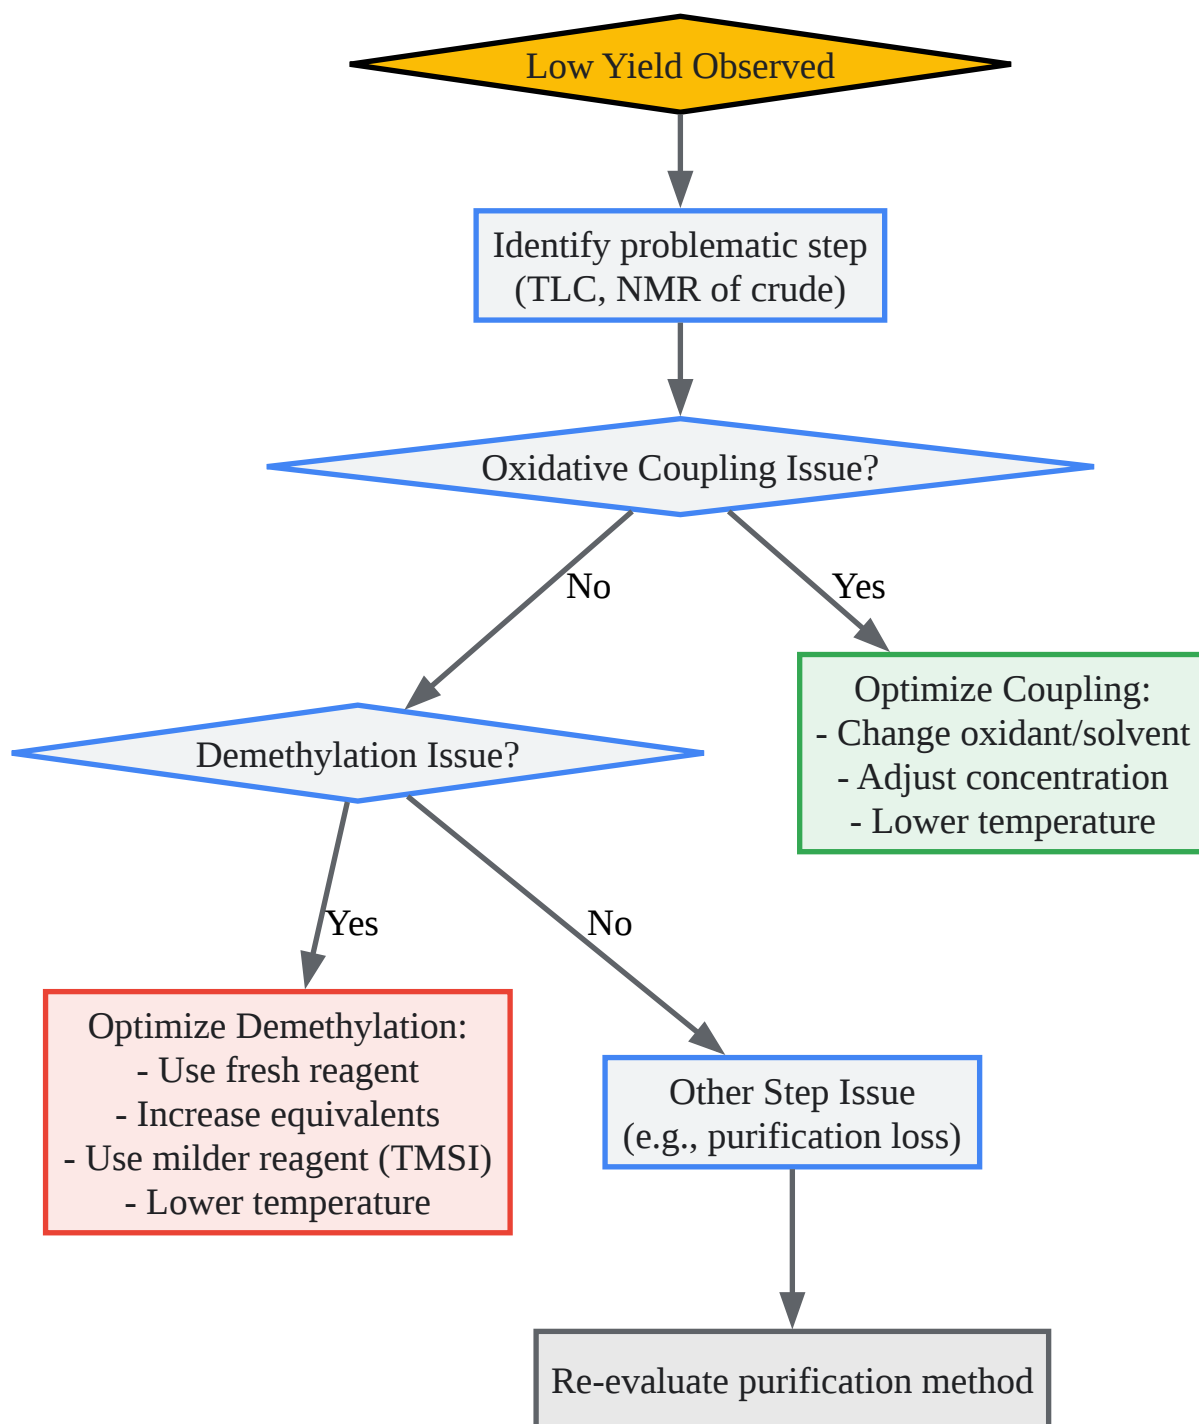 Low Yield Observed
Identify problematic step
(TLC, NMR of crude)
Oxidative Coupling Issue?
No
Yes
Optimize Coupling:
- Change oxidant/solvent
- Adjust concentration
- Lower temperature
Demethylation Issue?
Yes
No
Optimize Demethylation:
- Use fresh reagent
- Increase equivalents
- Use milder reagent (TMSI)
- Lower temperature
Other Step Issue
(e.g., purification loss)
Re-evaluate purification method